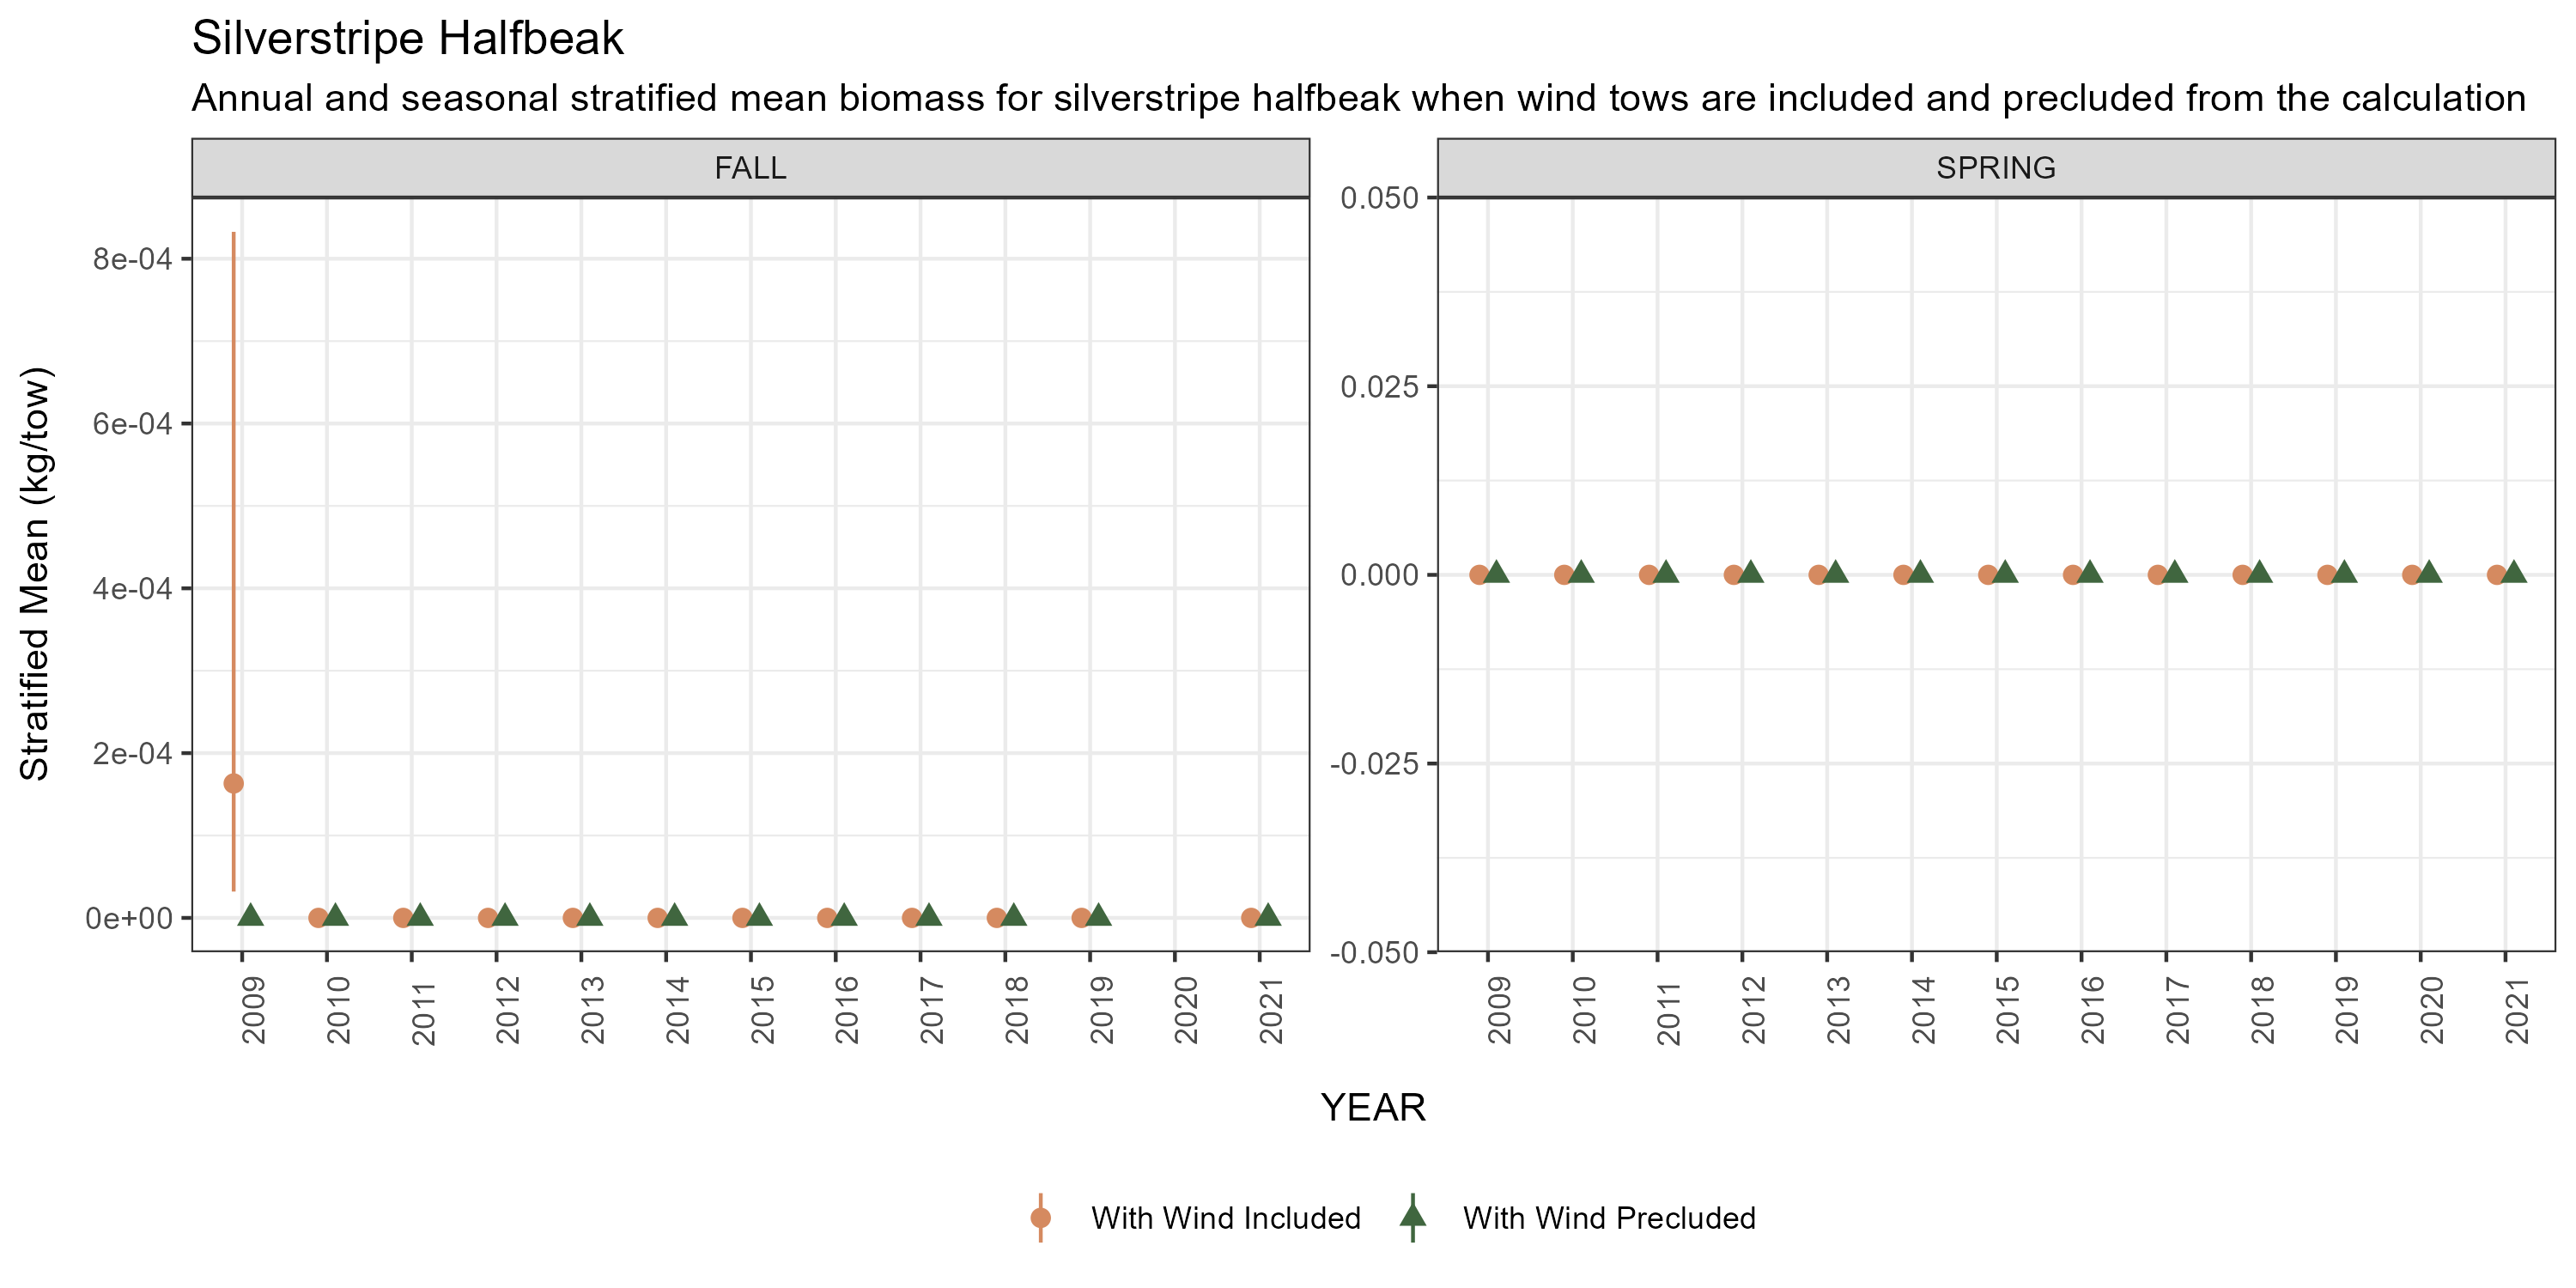 Silverstripe Halfbeak
Annual and seasonal stratified mean biomass for silverstripe halfbeak when wind tows are included and precluded from the calculation
FALL
SPRING
Stratified Mean (kg/tow)
8e-04
6e-04
4e-04
2e-04
0e+00
0.050
0.025
0.000
-0.025
-0.050
2009 2010 2011 2012 2013 2014 2015 2016 2017 2018 2019 2020 2021
2009 2010 2011 2012 2013 2014 2015 2016 2017 2018 2019 2020 2021
YEAR
With Wind Included
With Wind Precluded